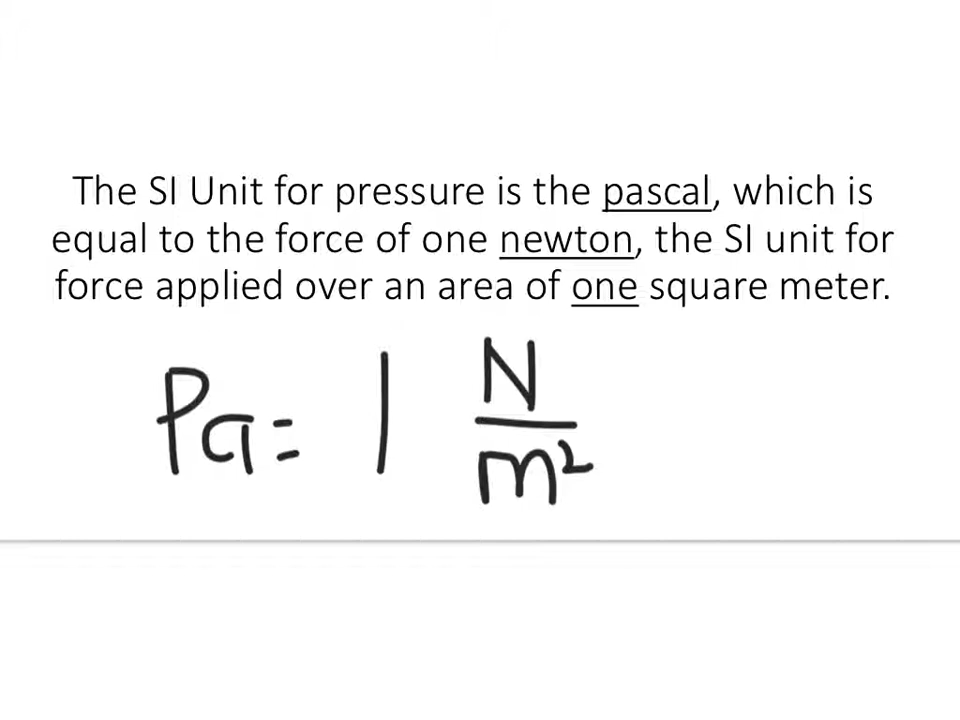 The SI Unit for pressure is the pascal, which is
equal to the force of one newton, the SI unit for
force applied over an area of one square meter.
Pa = 1 N/m²